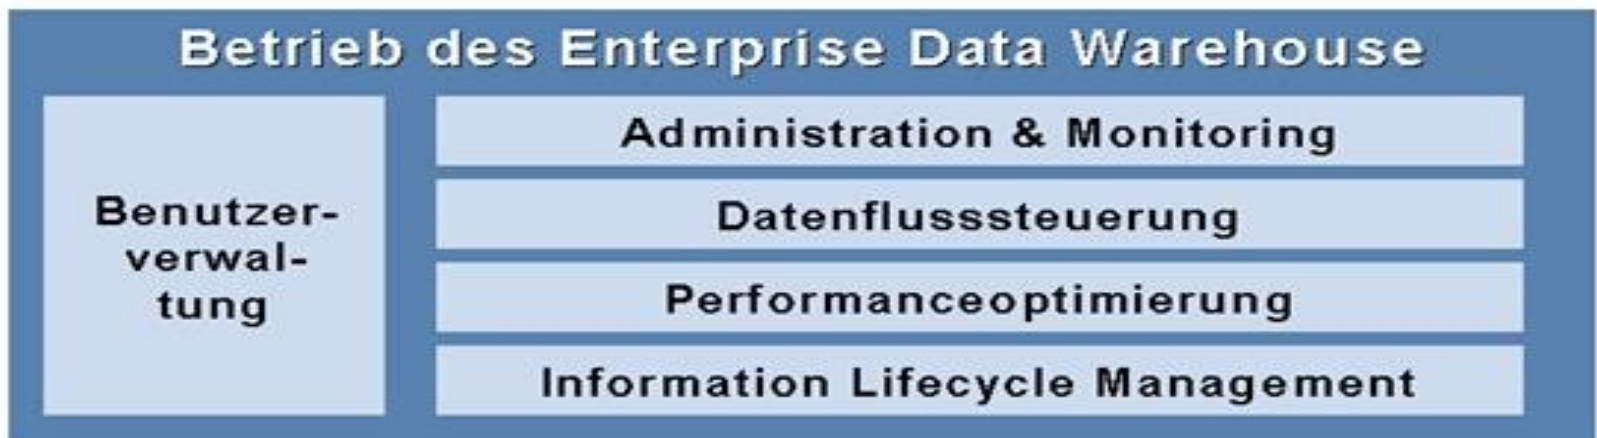 Betrieb des Enterprise Data Warehouse
Benutzer-
verwal-
tung
Administration & Monitoring
Datenflusssteuerung
Performanceoptimierung
Information Lifecycle Management